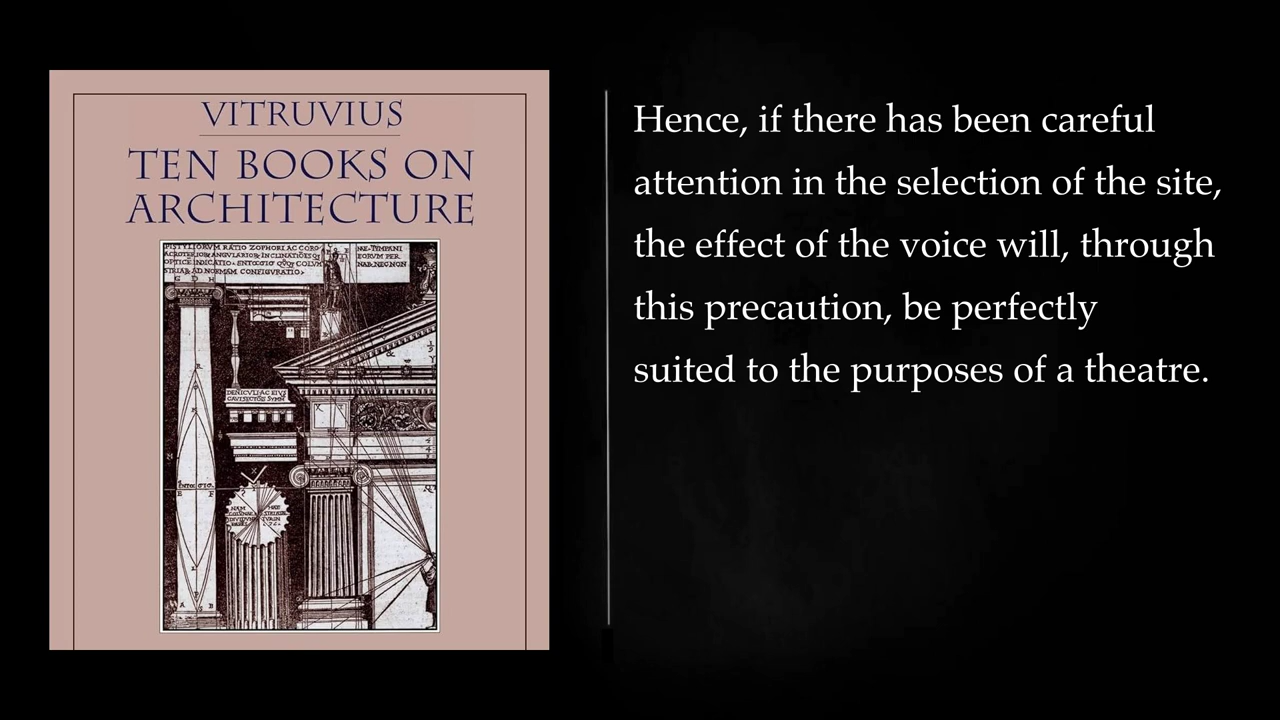 VITRUVIUS
TEN BOOKS ON
ARCHITECTURE
Hence, if there has been careful
attention in the selection of the site,
the effect of the voice will, through
this precaution, be perfectly
suited to the purposes of a theatre.